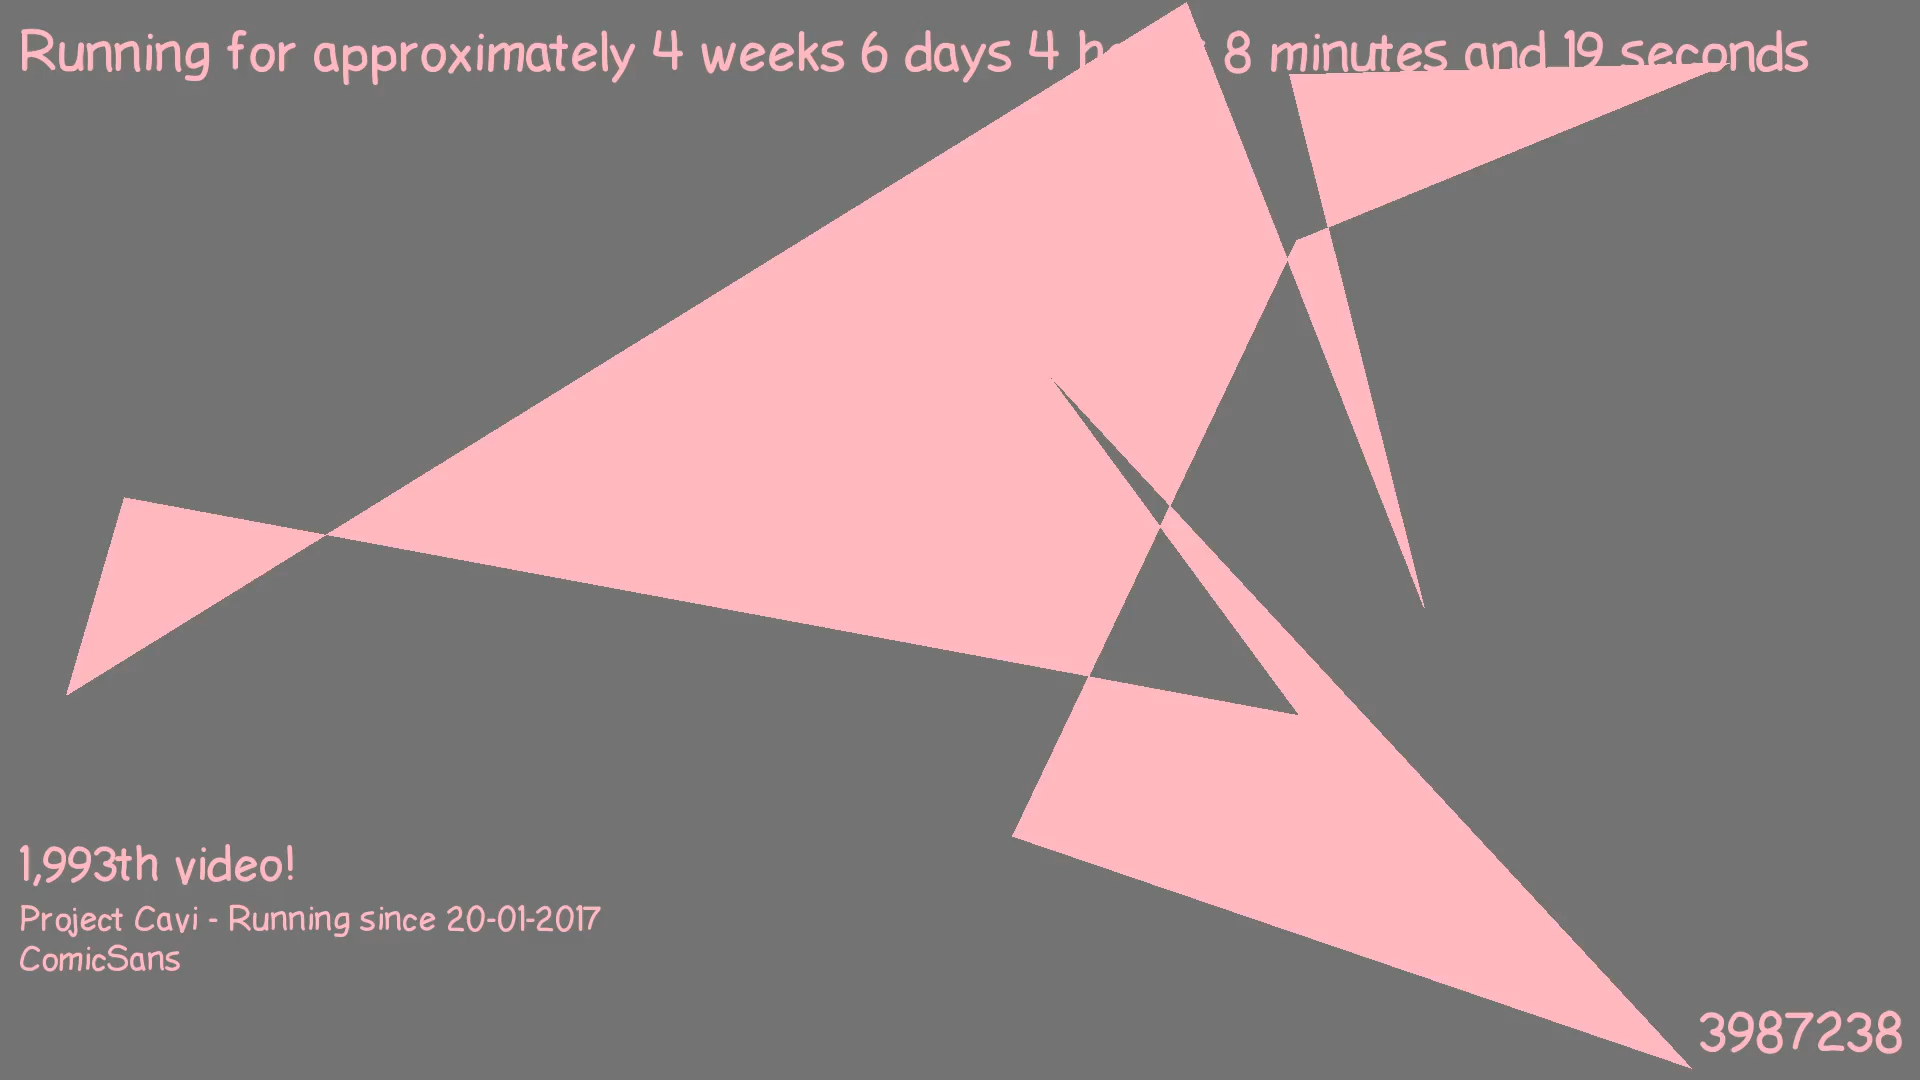 Running for approximately 4 weeks 6 days 4 8 minutes and 19 seconds
1,993th video!
Project Cavi - Running since 20-01-2017
ComicSans
3987238